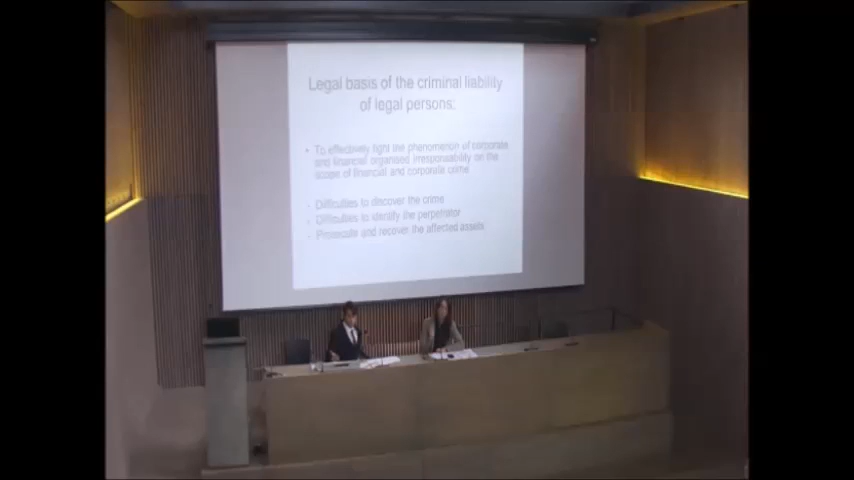 Legal basis of the criminal liability
of legal persons:
• To effectively fight the phenomenon of corporate
and financial organised irresponsability on the
scope of financial and corporate crime
- Difficulties to discover the crime
- Difficulties to identify the perpetrator
- Prosecute and recover the affected assets